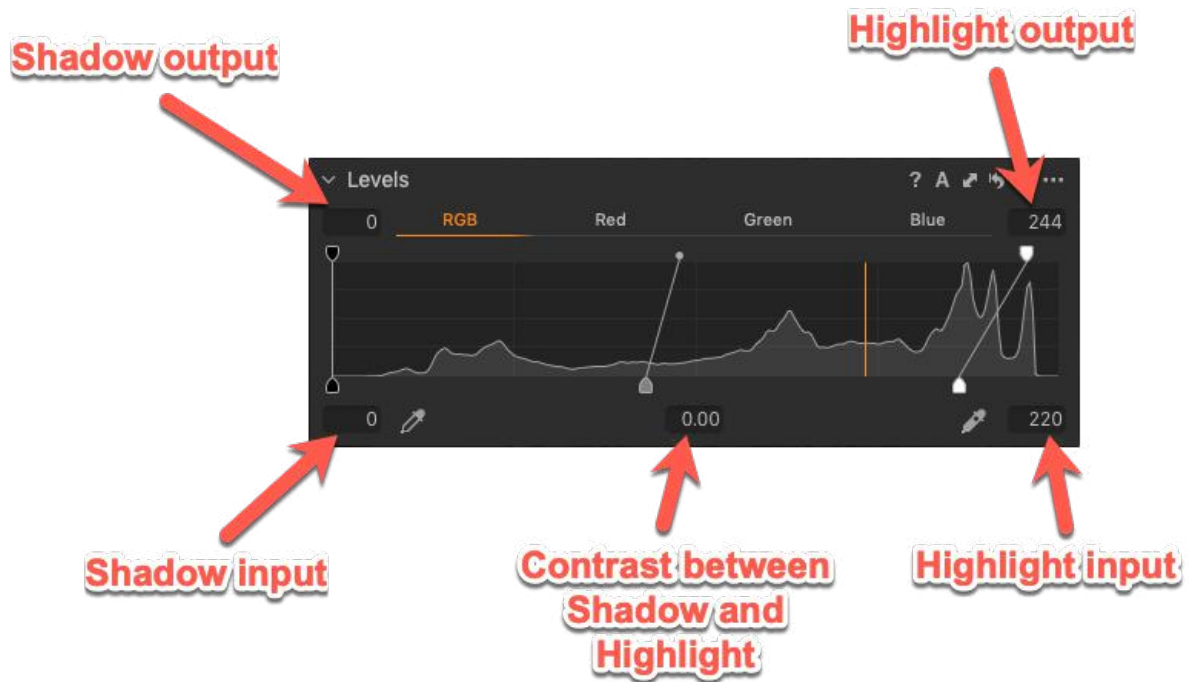 Highlight output
Shadow output
Levels
? A
0 RGB Red Green Blue 244
0 0.00 220
Shadow input
Contrast between
Shadow and
Highlight
Highlight input